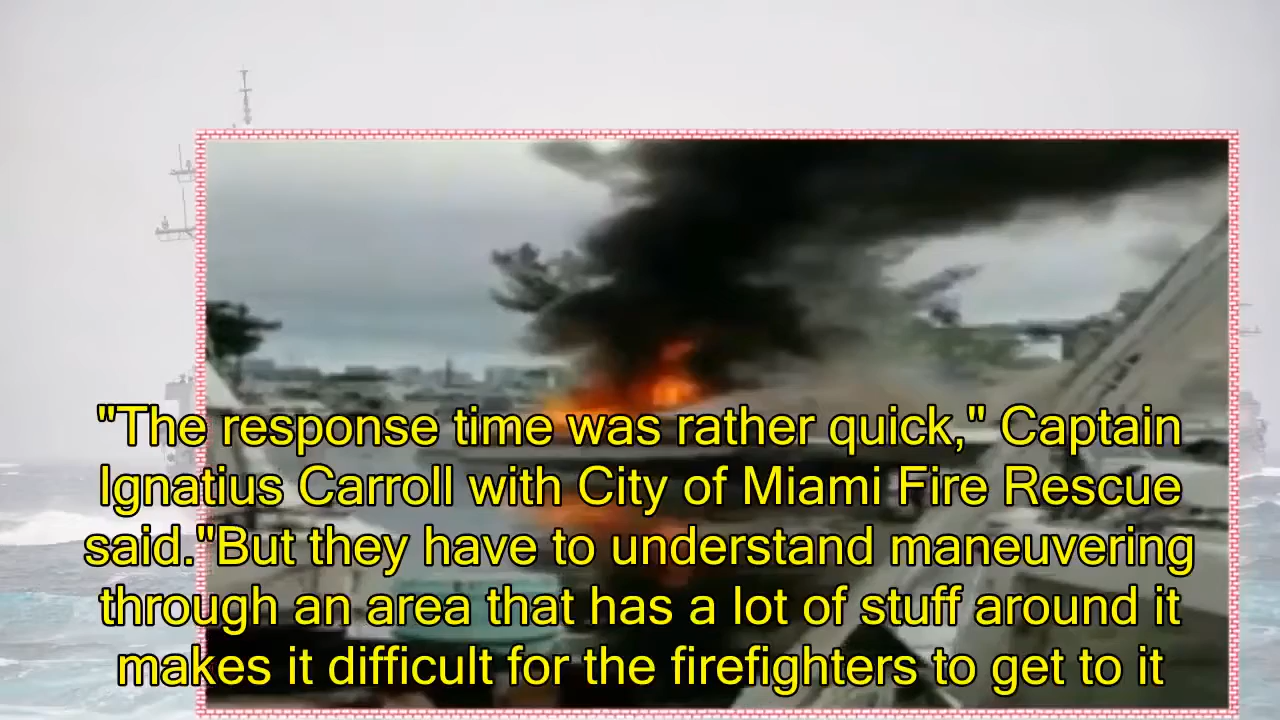 "The response time was rather quick," Captain
Ignatius Carroll with City of Miami Fire Rescue
said."But they have to understand maneuvering
through an area that has a lot of stuff around it
makes it difficult for the firefighters to get to it